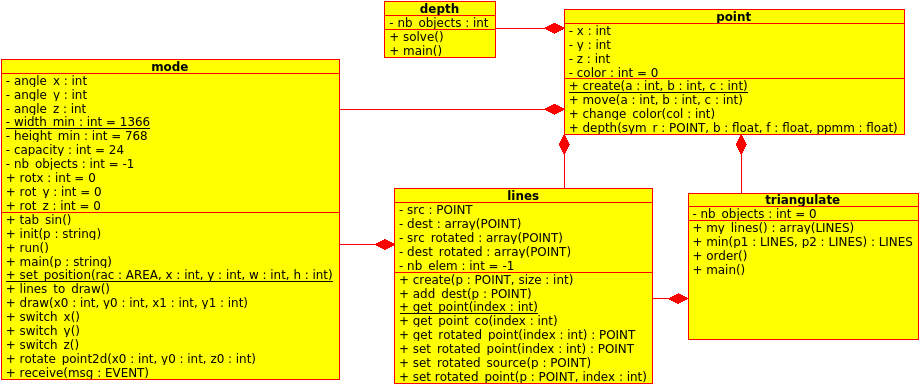 depth
- nb_objects : int
+ solve()
+ main()
point
- x : int
- y : int
- z : int
- color : int = 0
+ create(a : int, b : int, c : int)
+ move(a : int, b : int, c : int)
+ change_color(col : int)
+ depth(sym_r : POINT, b : float, f : float, ppmm : float)
mode
- angle_x : int
- angle_y : int
- angle_z : int
- width_min : int = 1366
- height_min : int = 768
- capacity : int = 24
- nb_objects : int = -1
+ rotx : int = 0
+ rot_y : int = 0
+ rot_z : int = 0
+ tab_sin()
+ init(p : string)
+ run()
+ main(p : string)
+ set_position(rac : AREA, x : int, y : int, w : int, h : int)
+ lines_to_draw()
+ draw(x0 : int, y0 : int, x1 : int, y1 : int)
+ switch_x()
+ switch_y()
+ switch_z()
+ rotate_point2d(x0 : int, y0 : int, z0 : int)
+ receive(msg : EVENT)
lines
- src : POINT
- dest : array(POINT)
- src_rotated : array(POINT)
- dest_rotated : array(POINT)
- nb_elem : int = -1
+ create(p : POINT, size : int)
+ add_dest(p : POINT)
+ get_point(index : int)
+ get_point_co(index : int)
+ get_rotated_point(index : int) : POINT
+ set_rotated_point(index : int) : POINT
+ set_rotated_source(p : POINT)
+ set_rotated_point(p : POINT, index : int)
triangulate
- nb_objects : int = 0
+ my_lines() : array(LINES)
+ min(p1 : LINES, p2 : LINES) : LINES
+ order()
+ main()